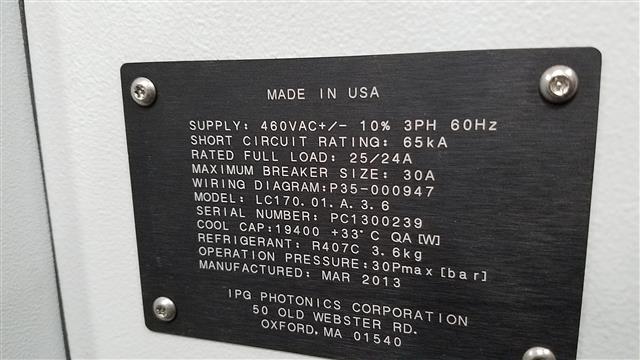 MADE IN USA
SUPPLY: 460VAC+/- 10% 3PH 60Hz
SHORT CIRCUIT RATING: 65kA
RATED FULL LOAD: 25/24A
MAXIMUM BREAKER SIZE: 30A
WIRING DIAGRAM:P35-000947
MODEL: LC170.01.A.3.6
SERIAL NUMBER: PC1300239
COOL CAP:19400 +33°C QA [W]
REFRIGERANT: R407C 3.6kg
OPERATION PRESSURE:30Pmax [bar]
MANUFACTURED: MAR 2013
IPG PHOTONICS CORPORATION
50 OLD WEBSTER RD.
OXFORD, MA 01540